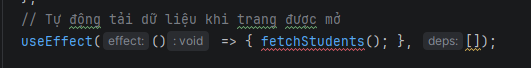 };
// Tự động tải dữ liệu khi trang được mở
useEffect( effect: () : void => { fetchStudents(); }, deps: []);